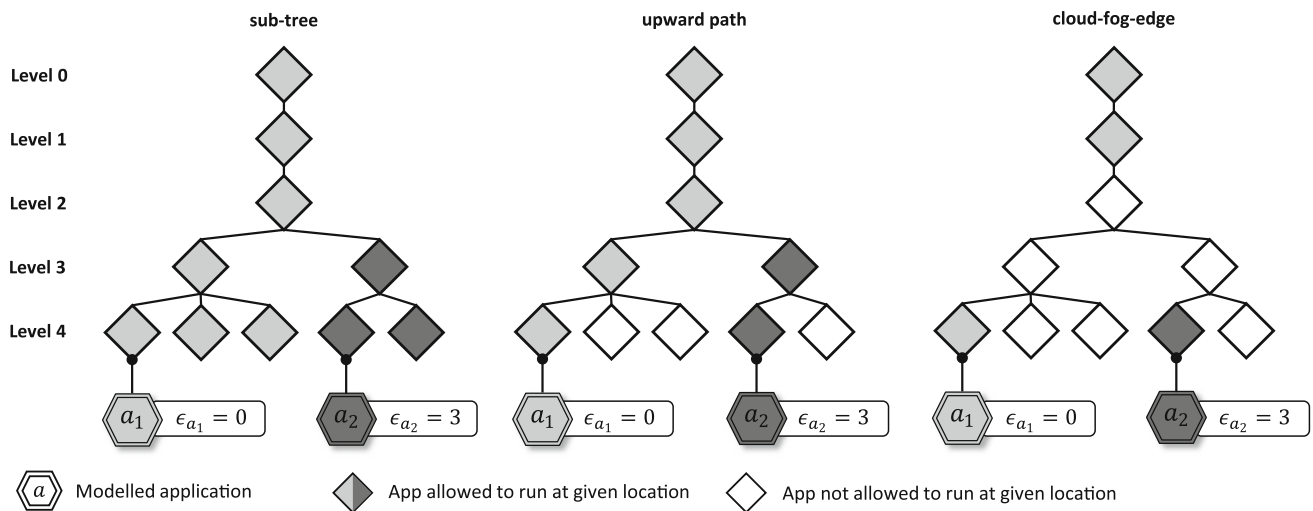 sub-tree
upward path
cloud-fog-edge
Level 0
Level 1
Level 2
Level 3
Level 4
a₁ ϵₐ₁ = 0
a₂ ϵₐ₂ = 3
a₁ ϵₐ₁ = 0
a₂ ϵₐ₂ = 3
a₁ ϵₐ₁ = 0
a₂ ϵₐ₂ = 3
a Modelled application
App allowed to run at given location
App not allowed to run at given location